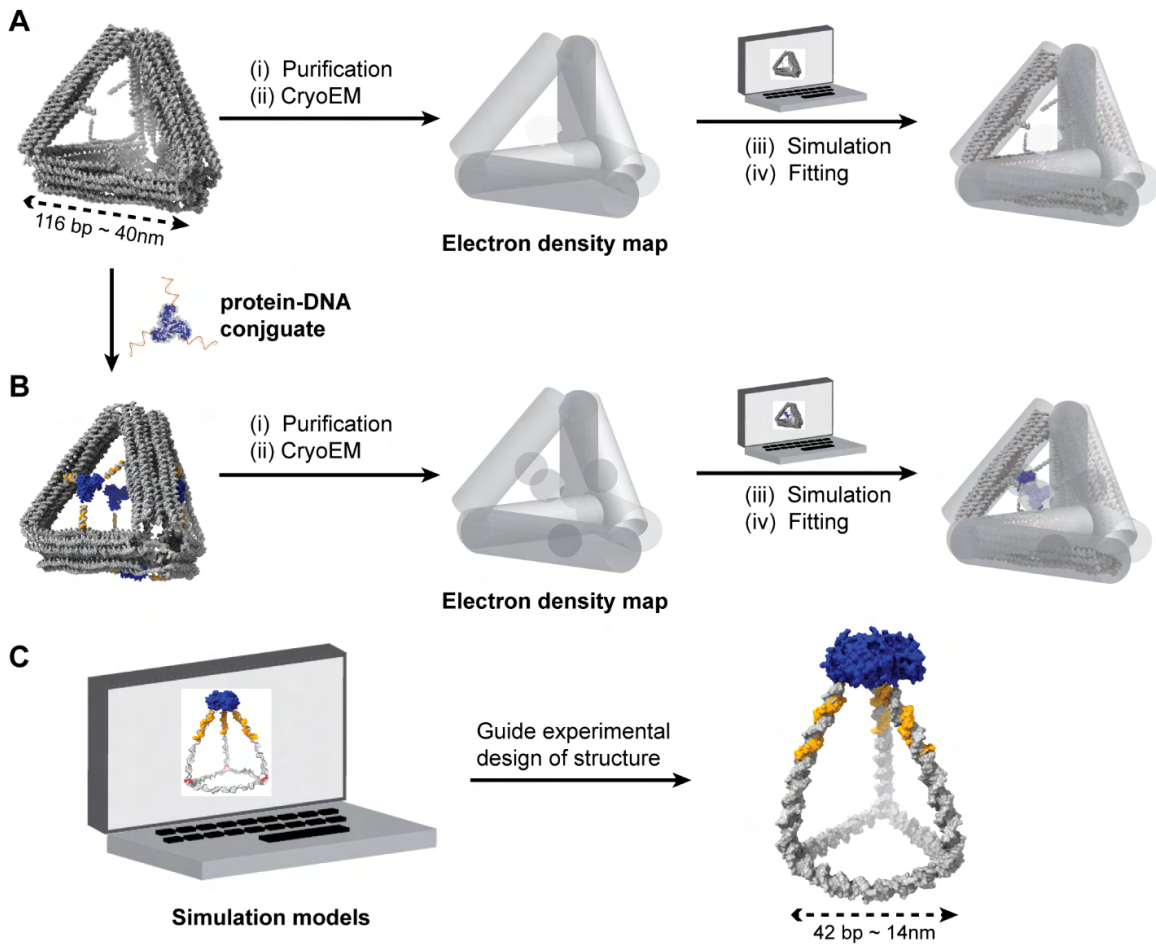 A
(i) Purification
(ii) CryoEM
(iii) Simulation
(iv) Fitting
116 bp ~ 40nm
Electron density map
protein-DNA
conjguate
B
(i) Purification
(ii) CryoEM
(iii) Simulation
(iv) Fitting
Electron density map
C
Guide experimental
design of structure
Simulation models
42 bp ~ 14nm